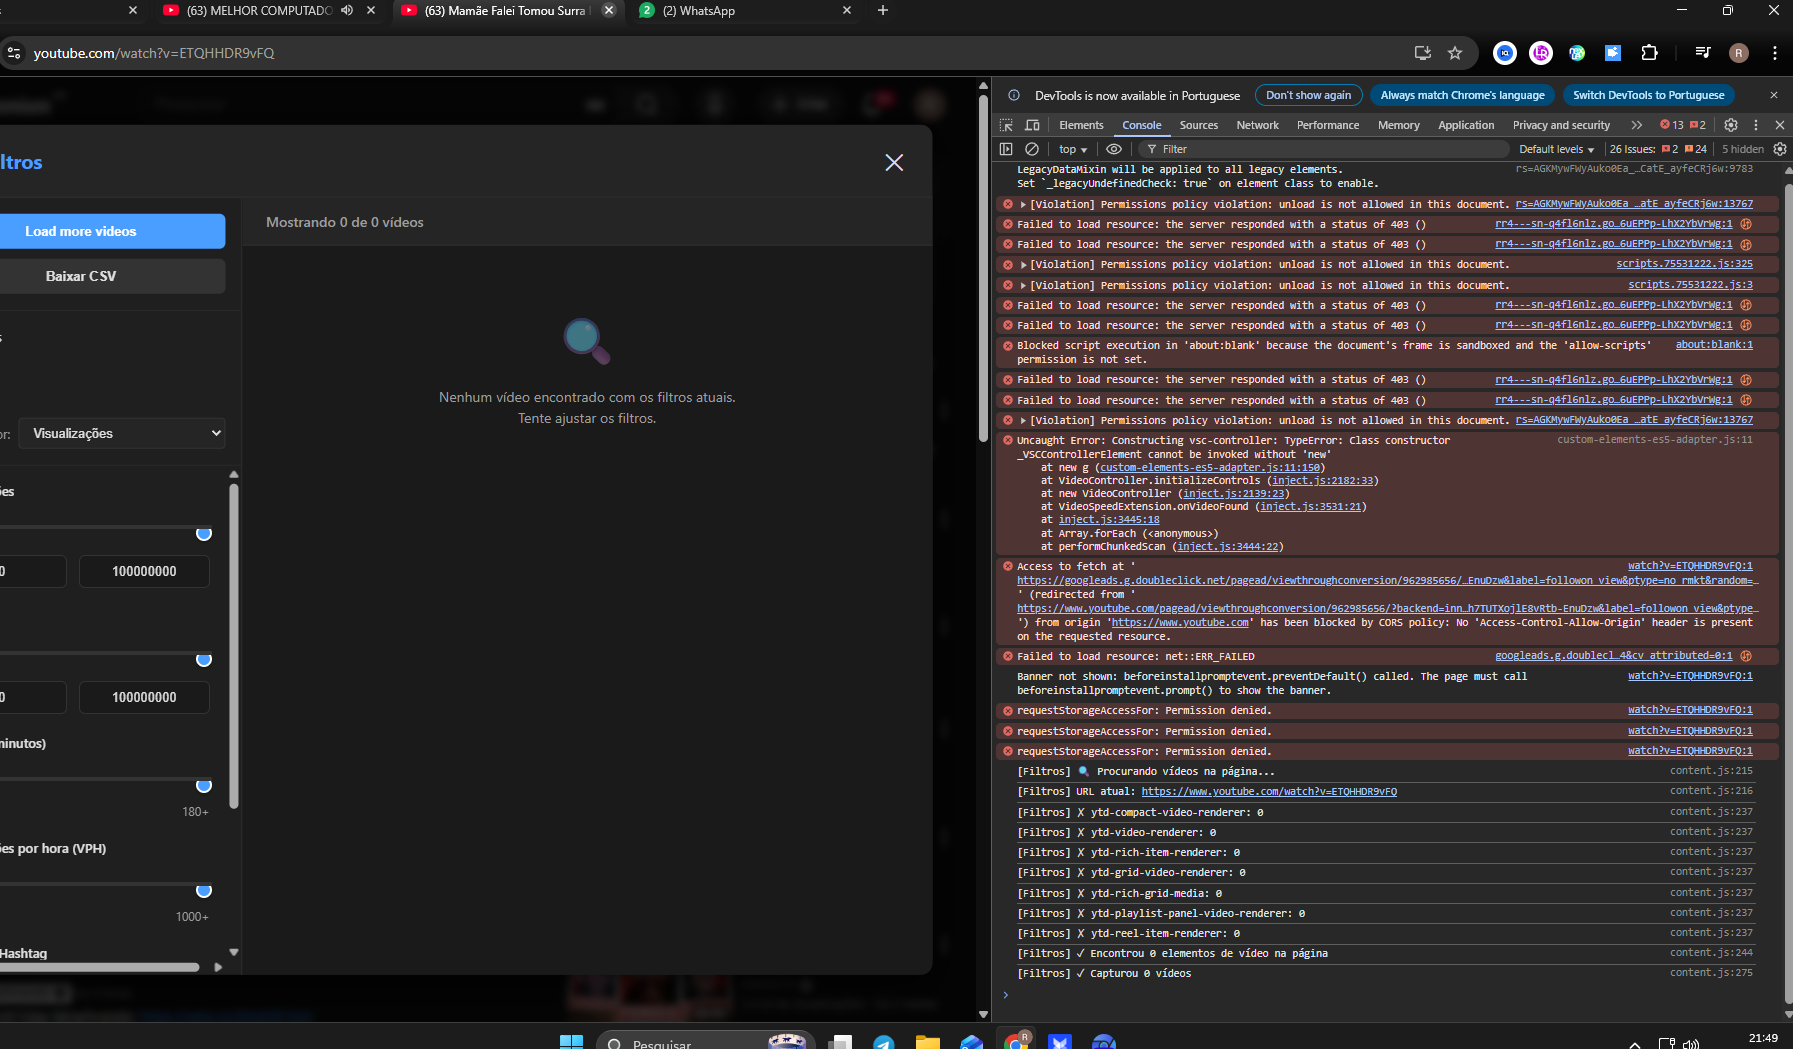 (63) MELHOR COMPUTADO
(63) Mamãe Falei Tomou Surra
2 (2) WhatsApp
youtube.com/watch?v=ETQHHDR9vFQ
R
DevTools is now available in Portuguese
Don't show again
Always match Chrome's language
Switch DevTools to Portuguese
Elements Console Sources Network Performance Memory Application Privacy and security 13 2
top Filter Default levels 26 Issues: 2 24 5 hidden
ltros
Load more videos
Baixar CSV
s
or: Visualizações
ões
0 100000000
0 100000000
minutos)
180+
es por hora (VPH)
1000+
Hashtag
Mostrando 0 de 0 vídeos
Nenhum vídeo encontrado com os filtros atuais.
Tente ajustar os filtros.
LegacyDataMixin will be applied to all legacy elements. rs=AGKMywFWyAuko0Ea_…CatE_ayfeCRj6w:9783
Set `_legacyUndefinedCheck: true` on element class to enable.
[Violation] Permissions policy violation: unload is not allowed in this document. rs=AGKMywFWyAuko0Ea_…atE_ayfeCRj6w:13767
Failed to load resource: the server responded with a status of 403 () rr4---sn-q4fl6nlz.go…6uEPPp-LhX2YbVrWg:1
Failed to load resource: the server responded with a status of 403 () rr4---sn-q4fl6nlz.go…6uEPPp-LhX2YbVrWg:1
[Violation] Permissions policy violation: unload is not allowed in this document. scripts.75531222.js:325
[Violation] Permissions policy violation: unload is not allowed in this document. scripts.75531222.js:3
Failed to load resource: the server responded with a status of 403 () rr4---sn-q4fl6nlz.go…6uEPPp-LhX2YbVrWg:1
Failed to load resource: the server responded with a status of 403 () rr4---sn-q4fl6nlz.go…6uEPPp-LhX2YbVrWg:1
Blocked script execution in 'about:blank' because the document's frame is sandboxed and the 'allow-scripts' about:blank:1
permission is not set.
Failed to load resource: the server responded with a status of 403 () rr4---sn-q4fl6nlz.go…6uEPPp-LhX2YbVrWg:1
Failed to load resource: the server responded with a status of 403 () rr4---sn-q4fl6nlz.go…6uEPPp-LhX2YbVrWg:1
[Violation] Permissions policy violation: unload is not allowed in this document. rs=AGKMywFWyAuko0Ea_…atE_ayfeCRj6w:13767
Uncaught Error: Constructing vsc-controller: TypeError: Class constructor custom-elements-es5-adapter.js:11
_VSCControllerElement cannot be invoked without 'new'
at new g (custom-elements-es5-adapter.js:11:150)
at VideoController.initializeControls (inject.js:2182:33)
at new VideoController (inject.js:2139:23)
at VideoSpeedExtension.onVideoFound (inject.js:3531:21)
at inject.js:3445:18
at Array.forEach (<anonymous>)
at performChunkedScan (inject.js:3444:22)
Access to fetch at ' watch?v=ETQHHDR9vFQ:1
https://googleads.g.doubleclick.net/pagead/viewthroughconversion/962985656/…EnuDzw&label=followon_view&ptype=no_rmkt&random=…
' (redirected from '
https://www.youtube.com/pagead/viewthroughconversion/962985656/?backend=inn…h7TUTXojlE8vRtb-EnuDzw&label=followon_view&ptype…
') from origin 'https://www.youtube.com' has been blocked by CORS policy: No 'Access-Control-Allow-Origin' header is present
on the requested resource.
Failed to load resource: net::ERR_FAILED googleads.g.doublecl…4&cv_attributed=0:1
Banner not shown: beforeinstallpromptevent.preventDefault() called. The page must call watch?v=ETQHHDR9vFQ:1
beforeinstallpromptevent.prompt() to show the banner.
requestStorageAccessFor: Permission denied. watch?v=ETQHHDR9vFQ:1
requestStorageAccessFor: Permission denied. watch?v=ETQHHDR9vFQ:1
requestStorageAccessFor: Permission denied. watch?v=ETQHHDR9vFQ:1
[Filtros] 🔍 Procurando vídeos na página... content.js:215
[Filtros] URL atual: https://www.youtube.com/watch?v=ETQHHDR9vFQ content.js:216
[Filtros] ✗ ytd-compact-video-renderer: 0 content.js:237
[Filtros] ✗ ytd-video-renderer: 0 content.js:237
[Filtros] ✗ ytd-rich-item-renderer: 0 content.js:237
[Filtros] ✗ ytd-grid-video-renderer: 0 content.js:237
[Filtros] ✗ ytd-rich-grid-media: 0 content.js:237
[Filtros] ✗ ytd-playlist-panel-video-renderer: 0 content.js:237
[Filtros] ✗ ytd-reel-item-renderer: 0 content.js:237
[Filtros] ✓ Encontrou 0 elementos de vídeo na página content.js:244
[Filtros] ✓ Capturou 0 vídeos content.js:275
Pesquisar
R
21:49